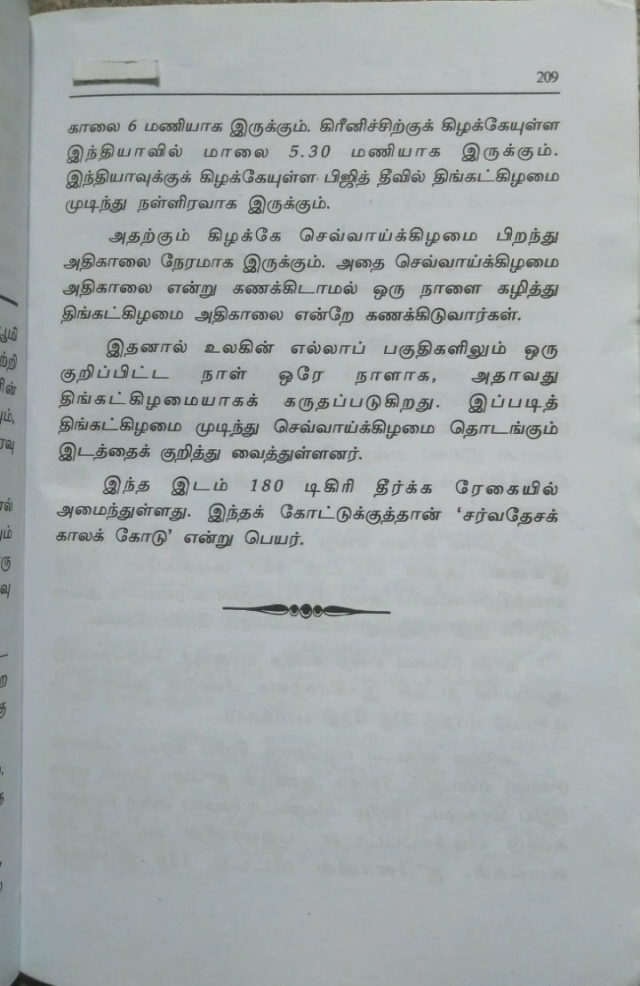 209
காலை 6 மணியாக இருக்கும். கிரீனிச்சிற்குக் கிழக்கேயுள்ள
இந்தியாவில் மாலை 5.30 மணியாக இருக்கும்.
இந்தியாவுக்குக் கிழக்கேயுள்ள பிஜித் தீவில் திங்கட்கிழமை
முடிந்து நள்ளிரவாக இருக்கும்.
அதற்கும் கிழக்கே செவ்வாய்க்கிழமை பிறந்து
அதிகாலை நேரமாக இருக்கும். அதை செவ்வாய்க்கிழமை
அதிகாலை என்று கணக்கிடாமல் ஒரு நாளை கழித்து
திங்கட்கிழமை அதிகாலை என்றே கணக்கிடுவார்கள்.
இதனால் உலகின் எல்லாப் பகுதிகளிலும் ஒரு
குறிப்பிட்ட நாள் ஒரே நாளாக, அதாவது
திங்கட்கிழமையாகக் கருதப்படுகிறது. இப்படித்
திங்கட்கிழமை முடிந்து செவ்வாய்க்கிழமை தொடங்கும்
இடத்தைக் குறித்து வைத்துள்ளனர்.
இந்த இடம் 180 டிகிரி தீர்க்க ரேகையில்
அமைந்துள்ளது. இந்தக் கோட்டுக்குத்தான் ‘சர்வதேசக்
காலக் கோடு’ என்று பெயர்.